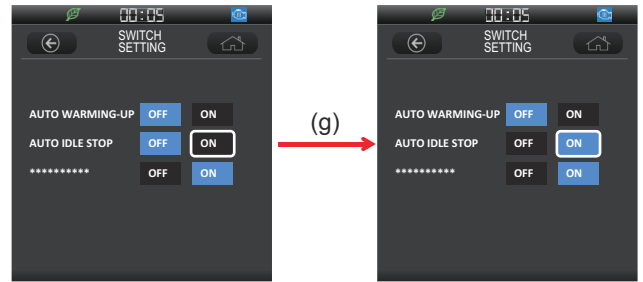 00:05
SWITCH
SETTING
AUTO WARMING-UP OFF ON
AUTO IDLE STOP OFF ON
********** OFF ON
(g)
00:05
SWITCH
SETTING
AUTO WARMING-UP OFF ON
AUTO IDLE STOP OFF ON
********** OFF ON